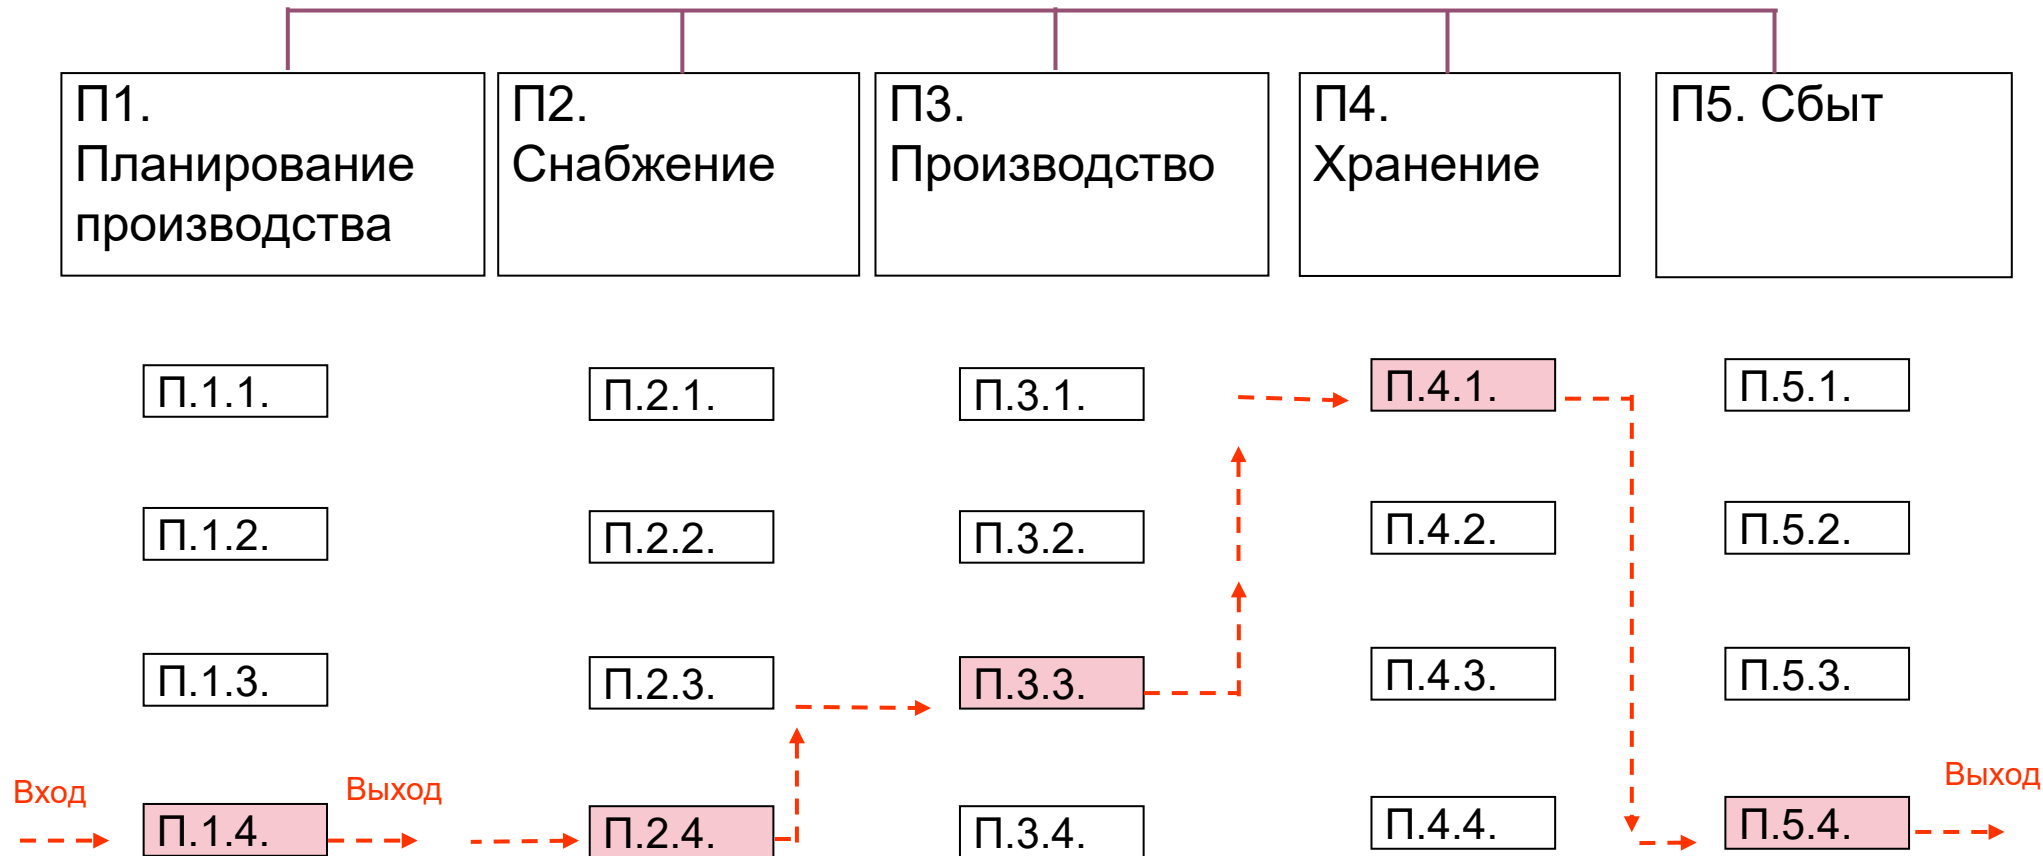 П1.
Планирование
производства
П2.
Снабжение
П3.
Производство
П4.
Хранение
П5. Сбыт
П.1.1.
П.2.1.
П.3.1.
П.4.1.
П.5.1.
П.1.2.
П.2.2.
П.3.2.
П.4.2.
П.5.2.
П.1.3.
П.2.3.
П.3.3.
П.4.3.
П.5.3.
Вход
П.1.4.
Выход
П.2.4.
П.3.4.
П.4.4.
П.5.4.
Выход